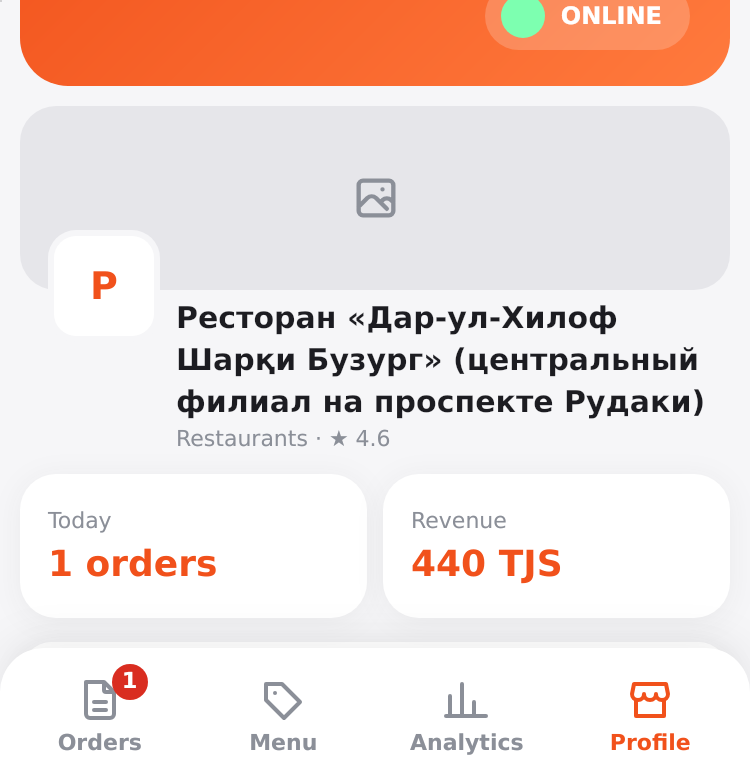 ONLINE
Р
Ресторан «Дар-ул-Хилоф
Шарқи Бузург» (центральный
филиал на проспекте Рудаки)
Restaurants · ★ 4.6
Today
1 orders
Revenue
440 TJS
1
Orders
Menu
Analytics
Profile